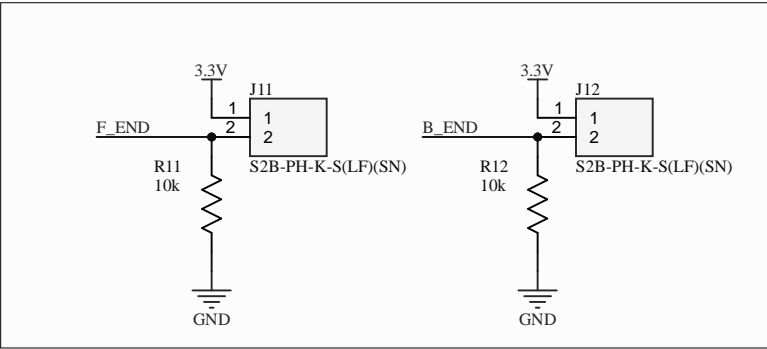 3.3V
J11
1
1
F_END
2
2
R11
10k
S2B-PH-K-S(LF)(SN)
GND
3.3V
J12
1
1
B_END
2
2
R12
10k
S2B-PH-K-S(LF)(SN)
GND